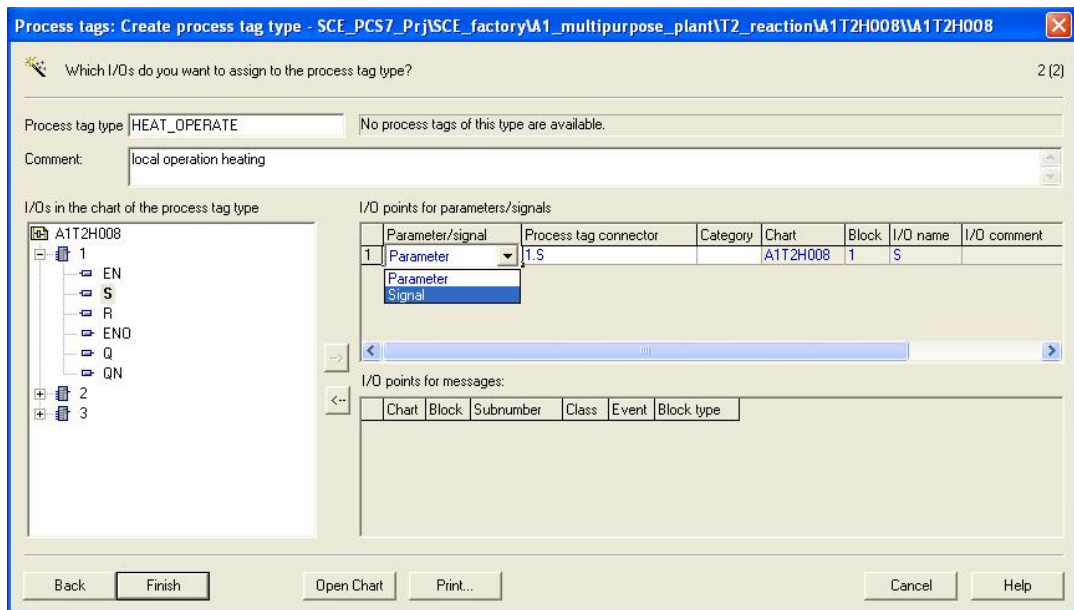 Process tags: Create process tag type - SCE_PCS7_Prj\SCE_factory\A1_multipurpose_plant\T2_reaction\A1T2H008\\A1T2H008
Which I/Os do you want to assign to the process tag type? 2 (2)
Process tag type HEAT_OPERATE No process tags of this type are available.
Comment: local operation heating
I/Os in the chart of the process tag type
A1T2H008
1
EN
S
R
ENO
Q
QN
2
3
-->
<--
I/O points for parameters/signals
Parameter/signal Process tag connector Category Chart Block I/O name I/O comment
1 Parameter 1.S A1T2H008 1 S
Parameter
Signal
I/O points for messages:
Chart Block Subnumber Class Event Block type
Back Finish Open Chart Print... Cancel Help